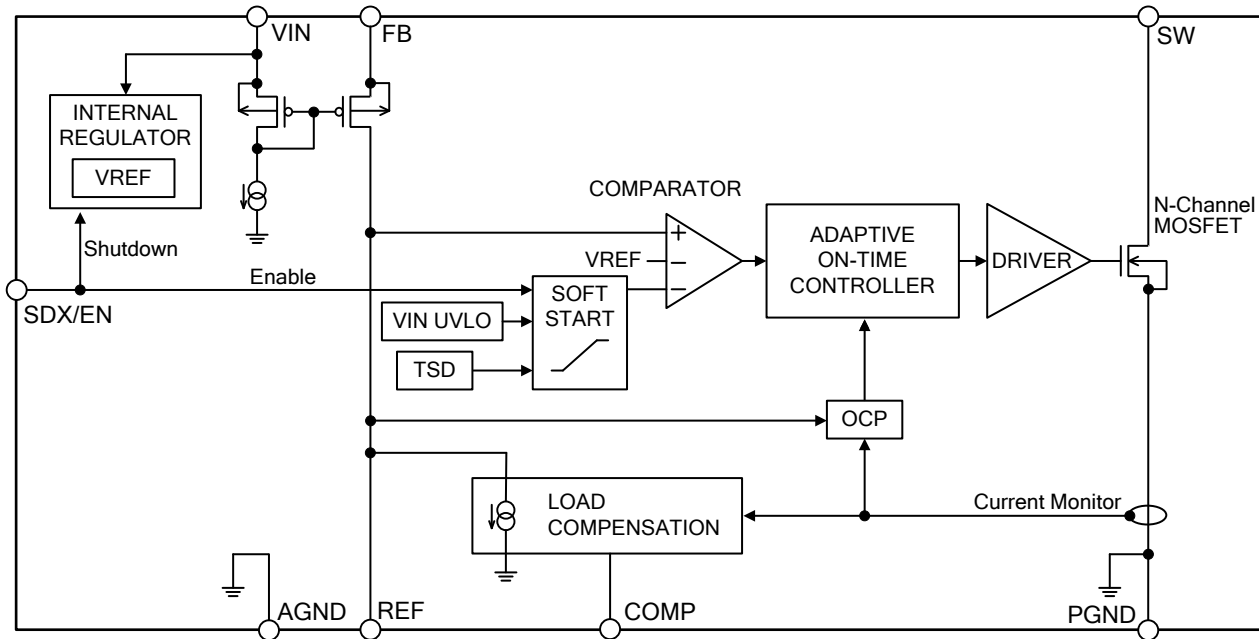 VIN
FB
SW
INTERNAL
REGULATOR
VREF
Shutdown
SDX/EN
Enable
VIN UVLO
TSD
SOFT
START
COMPARATOR
VREF
+
−
−
ADAPTIVE
ON-TIME
CONTROLLER
DRIVER
N-Channel
MOSFET
OCP
LOAD
COMPENSATION
Current Monitor
AGND
REF
COMP
PGND